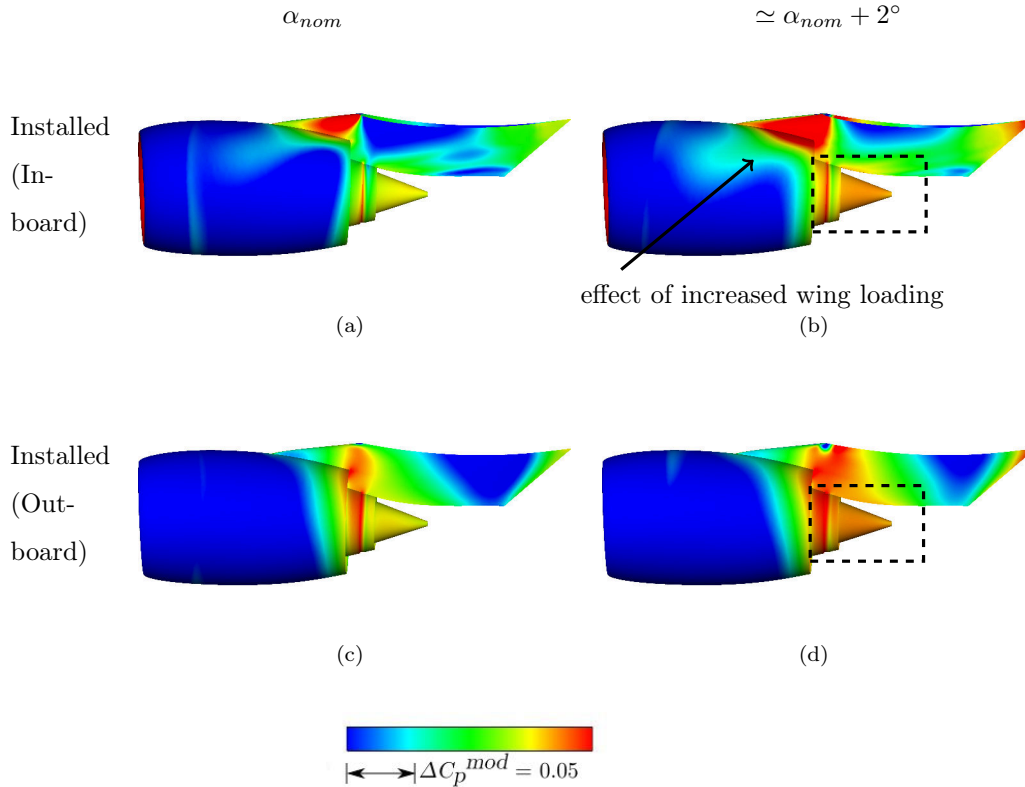 α_nom
≃ α_nom + 2°
Installed
(In-
board)
effect of increased wing loading
(a)
(b)
Installed
(Out-
board)
(c)
(d)
ΔC_p^mod = 0.05